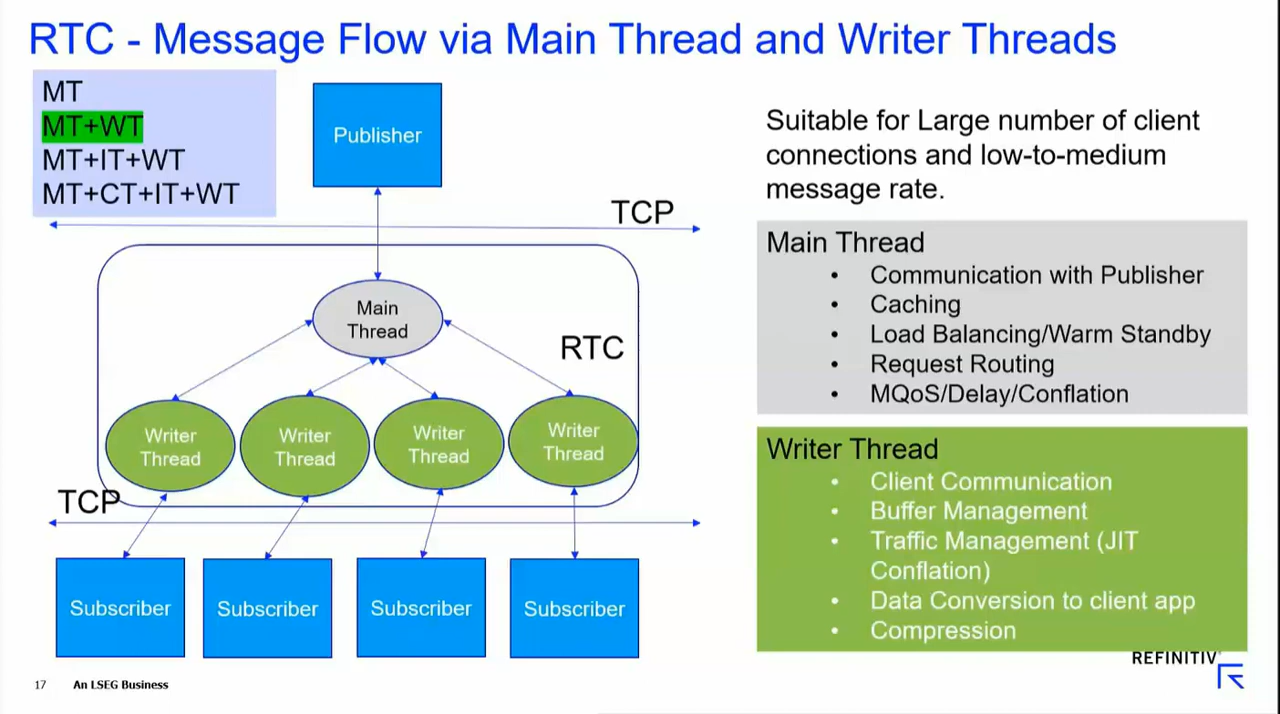 RTC - Message Flow via Main Thread and Writer Threads
MT
MT+WT
MT+IT+WT
MT+CT+IT+WT
Publisher
TCP
Main
Thread
RTC
Writer
Thread
Writer
Thread
Writer
Thread
Writer
Thread
TCP
Subscriber
Subscriber
Subscriber
Subscriber
Suitable for Large number of client
connections and low-to-medium
message rate.
Main Thread
• Communication with Publisher
• Caching
• Load Balancing/Warm Standby
• Request Routing
• MQoS/Delay/Conflation
Writer Thread
• Client Communication
• Buffer Management
• Traffic Management (JIT
Conflation)
• Data Conversion to client app
• Compression
REFINITIV
17 An LSEG Business